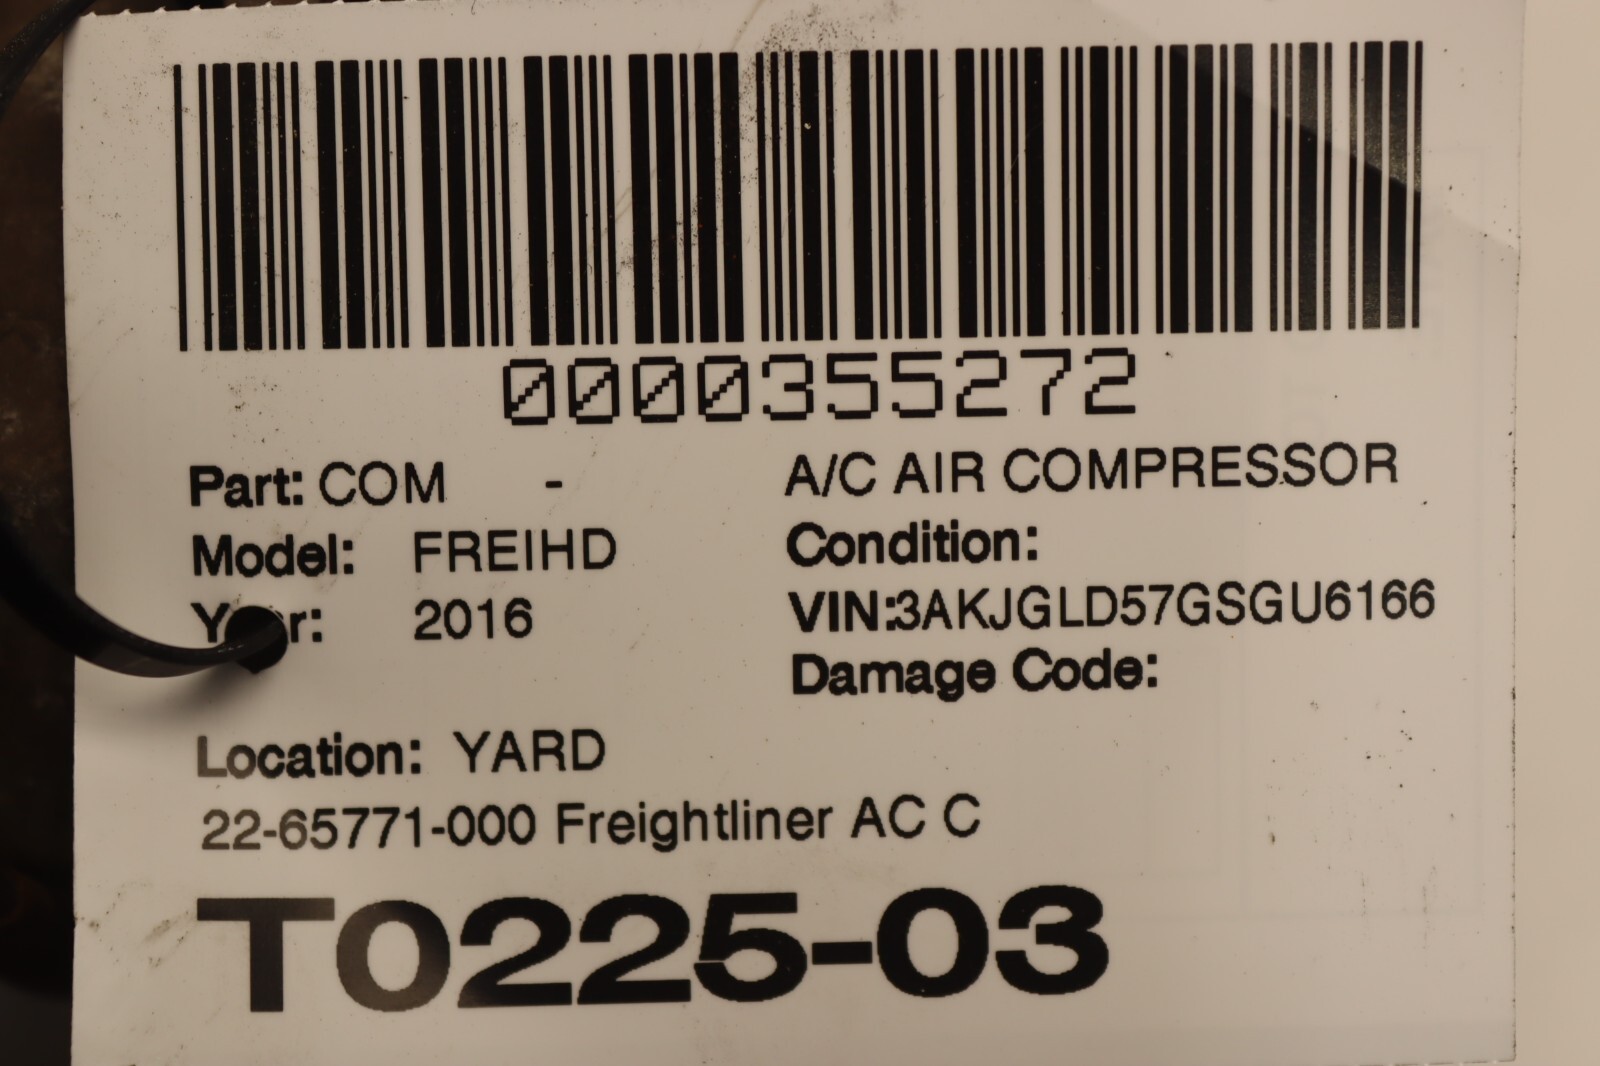 0000355272
Part: COM - A/C AIR COMPRESSOR
Model: FREIHD Condition:
2016 VIN:3AKJGLD57GSGU6166
Damage Code:
Location: YARD
22-65771-000 Freightliner AC C
T0225-03